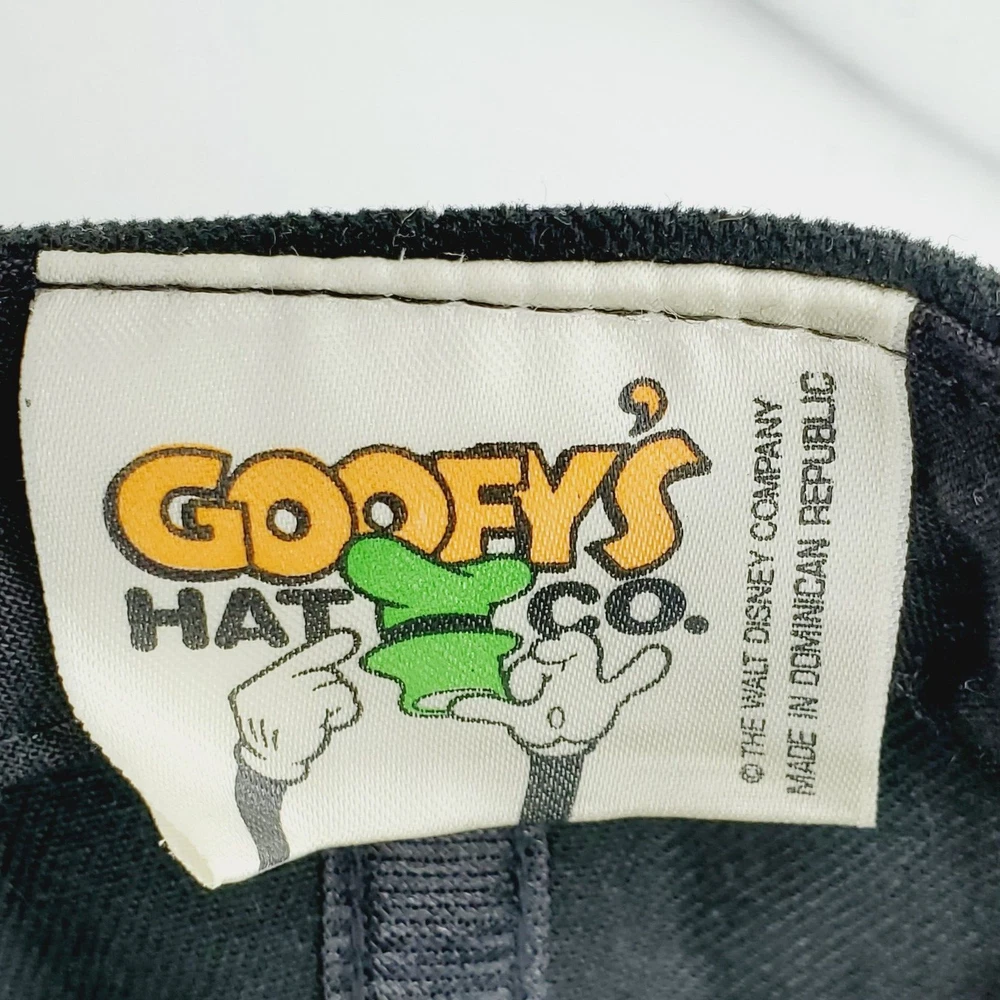 GOOFY'S
HAT CO.
© THE WALT DISNEY COMPANY
MADE IN DOMINICAN REPUBLIC